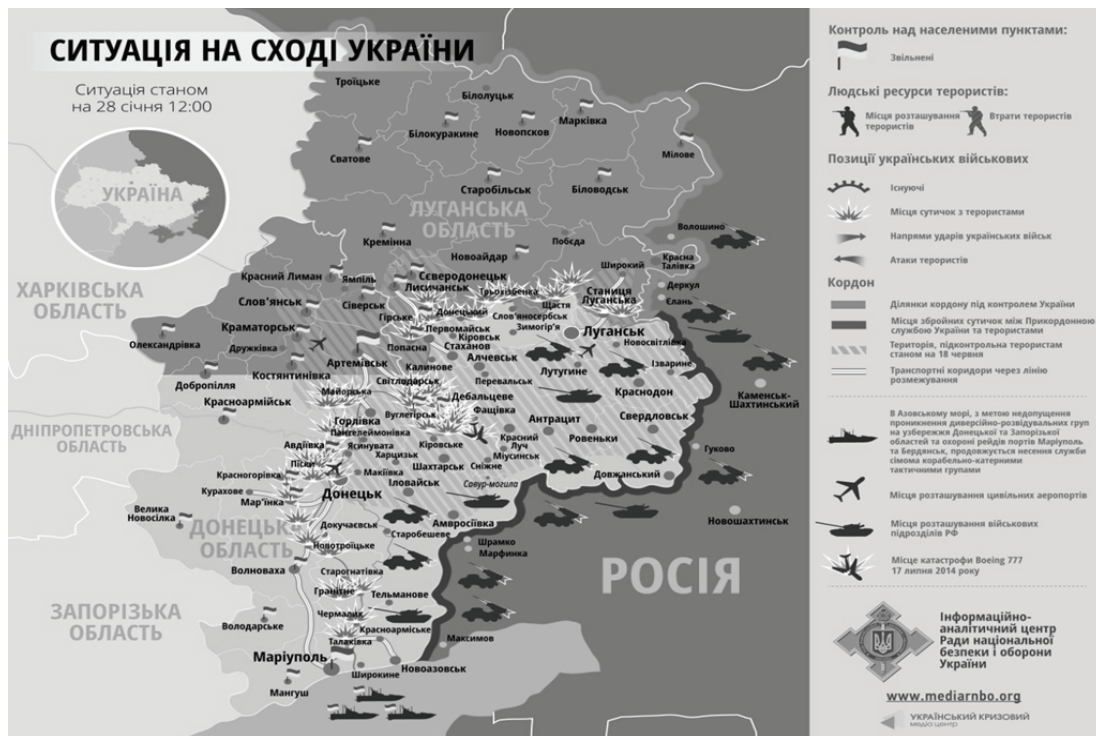 СИТУАЦІЯ НА СХОДІ УКРАЇНИ
Ситуація станом
на 28 січня 12:00
УКРАЇНА
ХАРКІВСЬКА
ОБЛАСТЬ
ДНІПРОПЕТРОВСЬКА
ОБЛАСТЬ
ЗАПОРІЗЬКА
ОБЛАСТЬ
ЛУГАНСЬКА
ОБЛАСТЬ
ДОНЕЦЬК
ОБЛАСТЬ
РОСІЯ
Троїцьке
Білолуцьк
Білокуракине
Новопсков
Марківка
Сватове
Мілове
Старобільськ
Біловодськ
Кремінна
Побєда
Волошино
Новоайдар
Широкий
Красна
Талівка
Красний Лиман
Ямпіль
Сєверодонецьк
Лисичанськ
Трьохізбенка
Станиця
Луганська
Деркул
Єлань
Слов'янськ
Сіверськ
Гірське
Донецький
Щастя
Слов'яносербськ
Зимогір'я
Краматорськ
Первомайськ
Кіровськ
Луганськ
Олександрівка
Дружківка
Артемівськ
Попасна
Стаханов
Новосвітлівка
Костянтинівка
Калинове
Алчевськ
Лутугине
Ізварине
Добропілля
Світлодарськ
Перевальськ
Краснодон
Каменськ-
Шахтинський
Красноармійськ
Майорськ
Дебальцеве
Вуглегірськ
Фащівка
Антрацит
Свердловськ
Горлівка
Пантелеймонівка
Авдіївка
Ясинувата
Кіровське
Красний
Луч
Ровеньки
Харцизьк
Міусинськ
Гуково
Піски
Красногорівка
Макіївка
Шахтарськ
Сніжне
Довжанський
Курахове
Донецьк
Іловайськ
Савур-могила
Мар'їнка
Велика
Новосілка
Амвросіївка
Новошахтинськ
Докучаєвськ
Старобешеве
Новотроїцьке
Шрамко
Марфинка
Волноваха
Старогнатівка
Гранітне
Тельманове
Володарське
Чермалик
Красноармійське
Талаківка
Максимов
Маріуполь
Новоазовськ
Широкине
Мангуш
Контроль над населеними пунктами:
Звільнені
Людські ресурси терористів:
Місця розташування
терористів
Втрати терористів
Позиції українських військових
Існуючі
Місця сутичок з терористами
Напрями ударів українських військ
Атаки терористів
Кордон
Ділянки кордону під контролем України
Місця збройних сутичок між Прикордонною
службою України та терористами
Територія, підконтрольна терористам
станом на 18 червня
Транспортні коридори через лінію
розмежування
В Азовському морі, з метою недопущення
проникнення диверсійно-розвідувальних груп
на узбережжя Донецької та Запорізької
областей та охороні рейдів портів Маріуполь
та Бердянськ, продовжується несення служби
сімома корабельно-катерними
тактичними групами
Місця розташування цивільних аеропортів
Місця розташування військових
підрозділів РФ
Місце катастрофи Boeing 777
17 липня 2014 року
Інформаційно-
аналітичний центр
Ради національної
безпеки і оборони
України
www.mediarnbo.org
УКРАЇНСЬКИЙ КРИЗОВИЙ
медіа центр